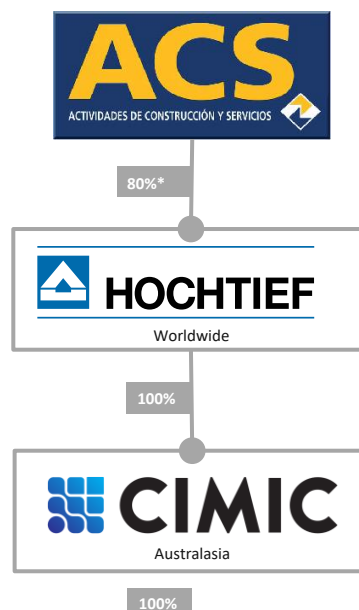 ACS
ACTIVIDADES DE CONSTRUCCIÓN Y SERVICIOS
80%*
HOCHTIEF
Worldwide
100%
CIMIC
Australasia
100%